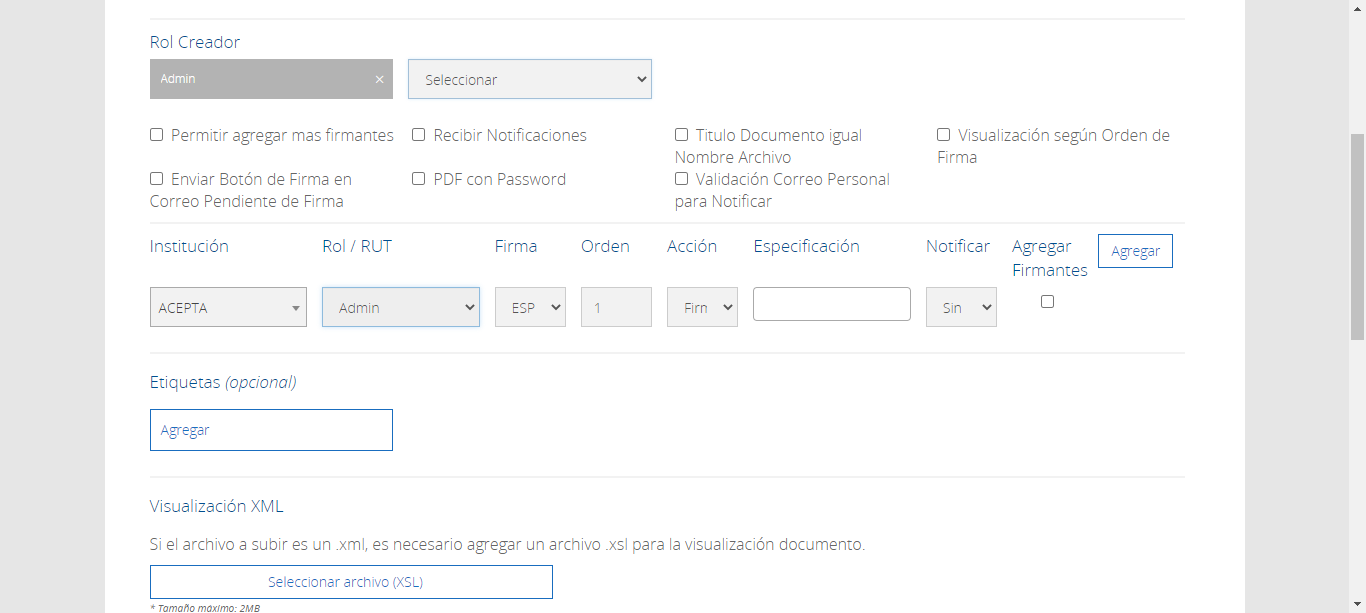 Rol Creador
Admin ×
Seleccionar
Permitir agregar mas firmantes
Recibir Notificaciones
Titulo Documento igual
Nombre Archivo
Visualización según Orden de
Firma
Enviar Botón de Firma en
Correo Pendiente de Firma
PDF con Password
Validación Correo Personal
para Notificar
Institución
Rol / RUT
Firma
Orden
Acción
Especificación
Notificar
Agregar
Firmantes
Agregar
ACEPTA
Admin
ESP
1
Firn
Sin
Etiquetas (opcional)
Agregar
Visualización XML
Si el archivo a subir es un .xml, es necesario agregar un archivo .xsl para la visualización documento.
Seleccionar archivo (XSL)
* Tamaño máximo: 2MB